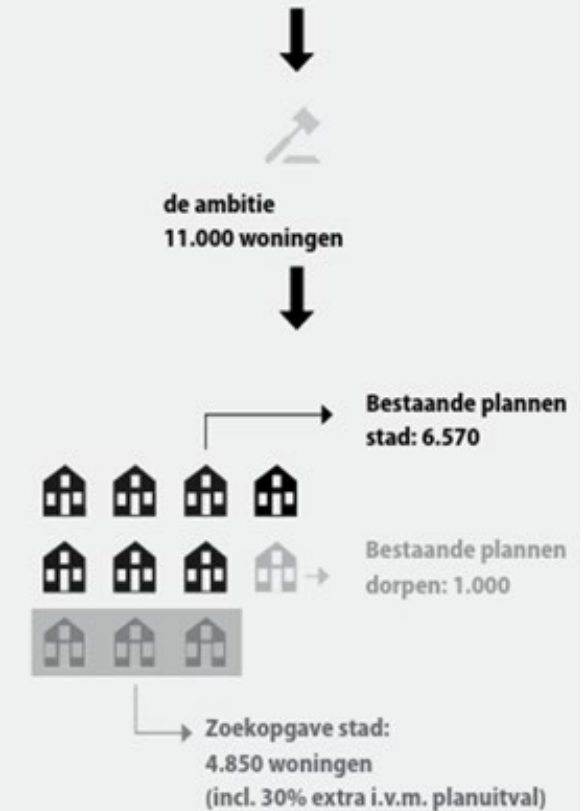 de ambitie
11.000 woningen
Bestaande plannen
stad: 6.570
Bestaande plannen
dorpen: 1.000
Zoekopgave stad:
4.850 woningen
(incl. 30% extra i.v.m. planuitval)